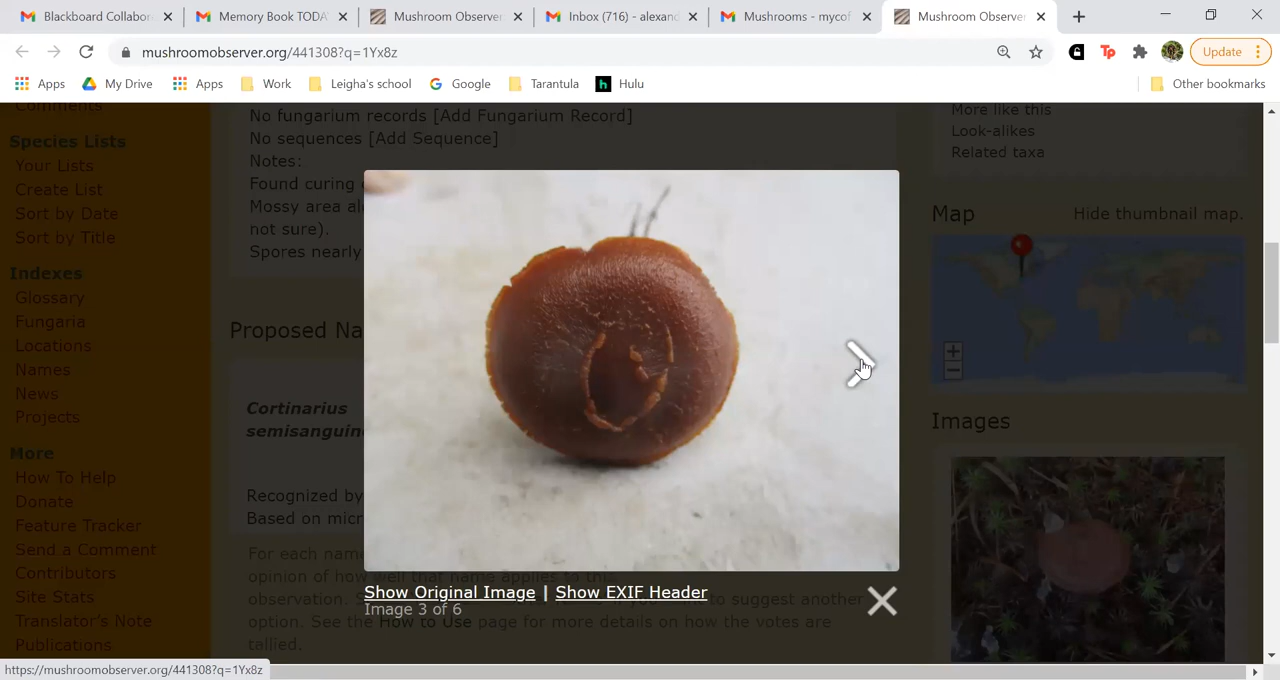 Blackboard Collabor
Memory Book TODA
Mushroom Observer
Inbox (716) - alexand
Mushrooms - mycof
Mushroom Observer
mushroomobserver.org/441308?q=1Yx8z
Tp
Update
Apps
My Drive
Apps
Work
Leigha's school
Google
Tarantula
h
Hulu
Other bookmarks
Comments
Species Lists
Your Lists
Create List
Sort by Date
Sort by Title
Indexes
Glossary
Fungaria
Locations
Names
News
Projects
More
How To Help
Donate
Feature Tracker
Send a Comment
Contributors
Site Stats
Translator's Note
Publications
No fungarium records [Add Fungarium Record]
No sequences [Add Sequence]
Notes:
Found curing
Mossy area al
not sure).
Spores nearly
Proposed Na
Cortinarius
semisanguin
Recognized by
Based on micr
For each nam
opinion of how well that name applies to this
observation. S
to suggest another
option. See the How to Use page for more details on how the votes are
tallied.
Show Original Image | Show EXIF Header
Image 3 of 6
More like this
Look-alikes
Related taxa
Map
Hide thumbnail map.
+
−
Images
https://mushroomobserver.org/441308?q=1Yx8z